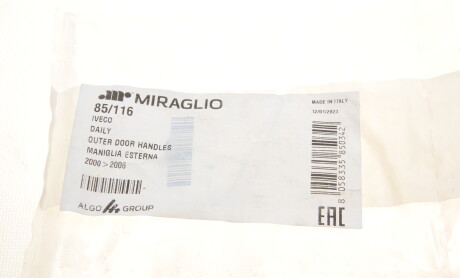 MIRAGLIO
85/116
IVECO
DAILY
OUTER DOOR HANDLES
MANIGLIA ESTERNA
2000>2006
ALGO GROUP
MADE IN ITALY
12/01/2023
8 058335 850342
EAC